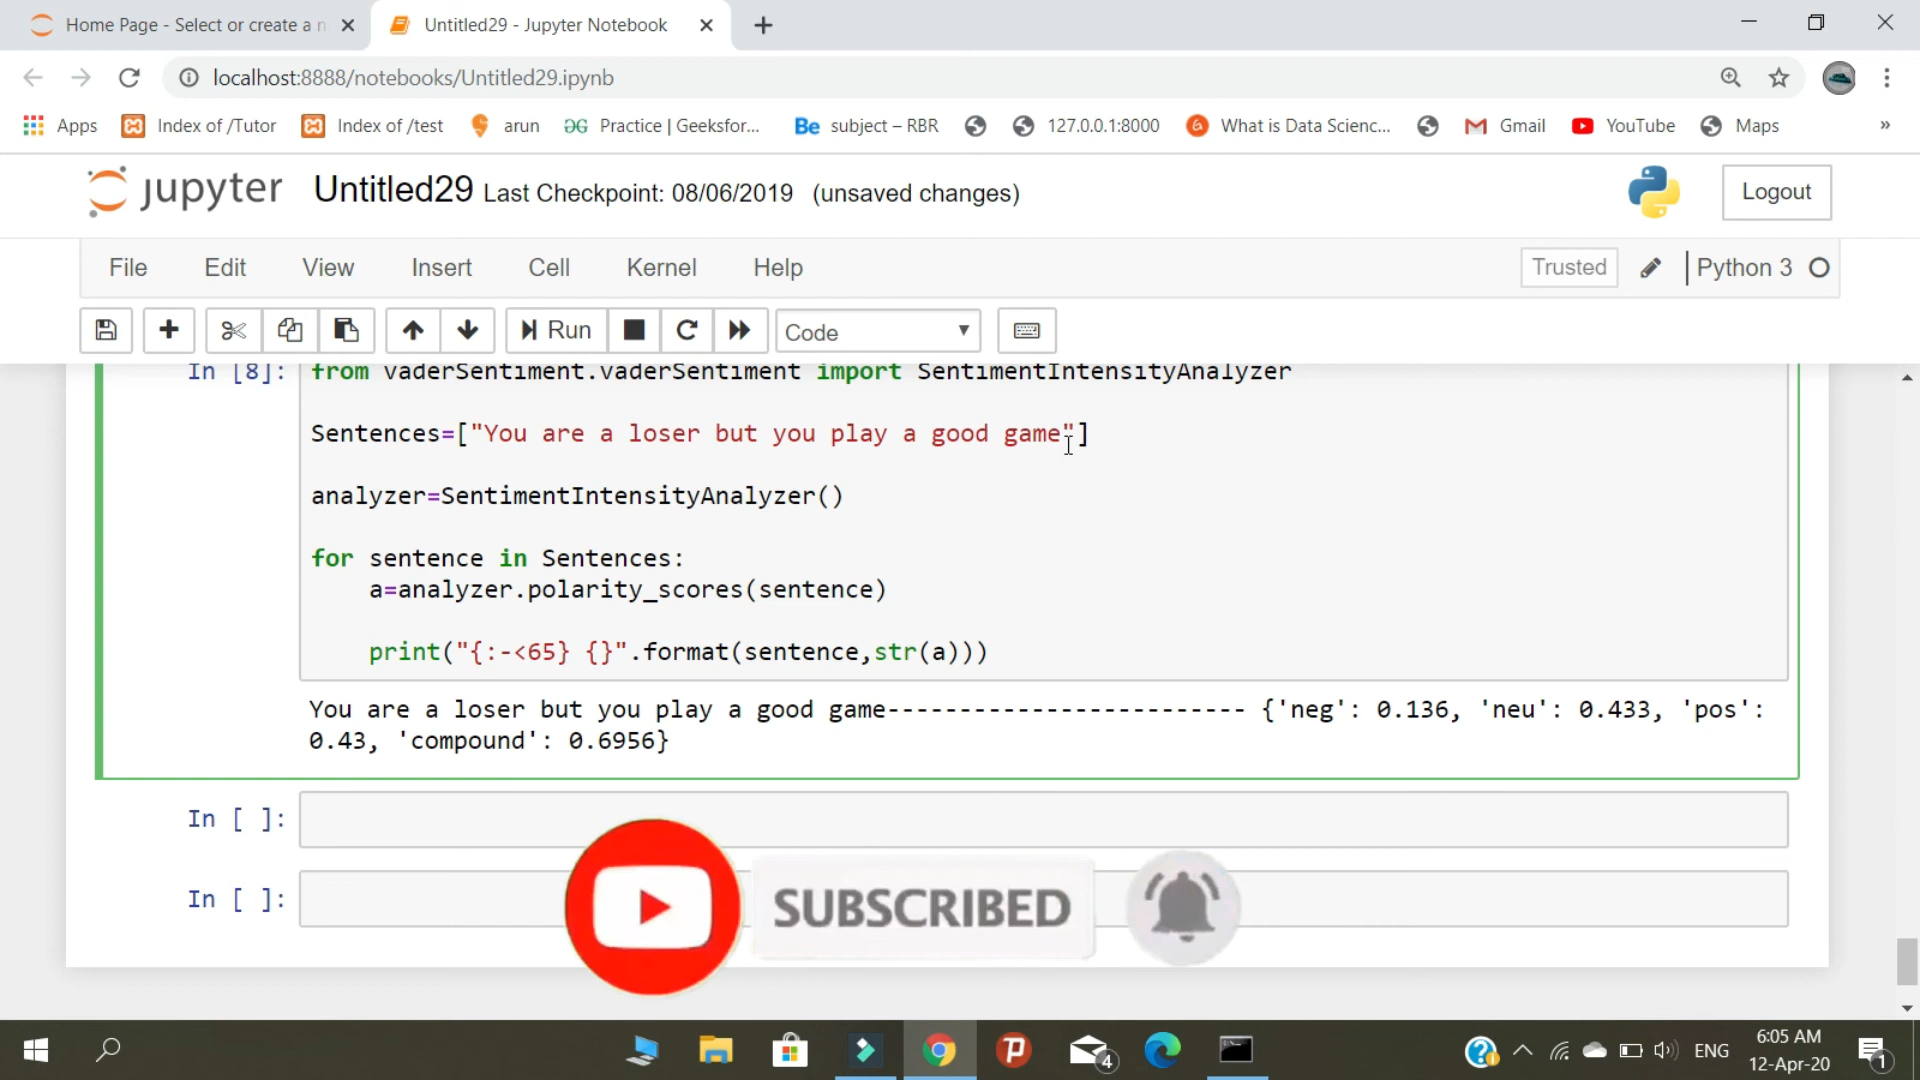 Home Page - Select or create a n
Untitled29 - Jupyter Notebook
localhost:8888/notebooks/Untitled29.ipynb
Apps
Index of /Tutor
Index of /test
arun
Practice | Geeksfor...
Be subject – RBR
127.0.0.1:8000
What is Data Scienc...
Gmail
YouTube
Maps
»
jupyter Untitled29 Last Checkpoint: 08/06/2019 (unsaved changes)
Logout
File Edit View Insert Cell Kernel Help
Trusted
Python 3
Run
Code
In [8]: from vaderSentiment.vaderSentiment import SentimentIntensityAnalyzer
Sentences=["You are a loser but you play a good game"]
analyzer=SentimentIntensityAnalyzer()
for sentence in Sentences:
a=analyzer.polarity_scores(sentence)
print("{:-<65} {}".format(sentence,str(a)))
You are a loser but you play a good game------------------------- {'neg': 0.136, 'neu': 0.433, 'pos':
0.43, 'compound': 0.6956}
In [ ]:
In [ ]:
SUBSCRIBED
4
ENG
6:05 AM
12-Apr-20
1